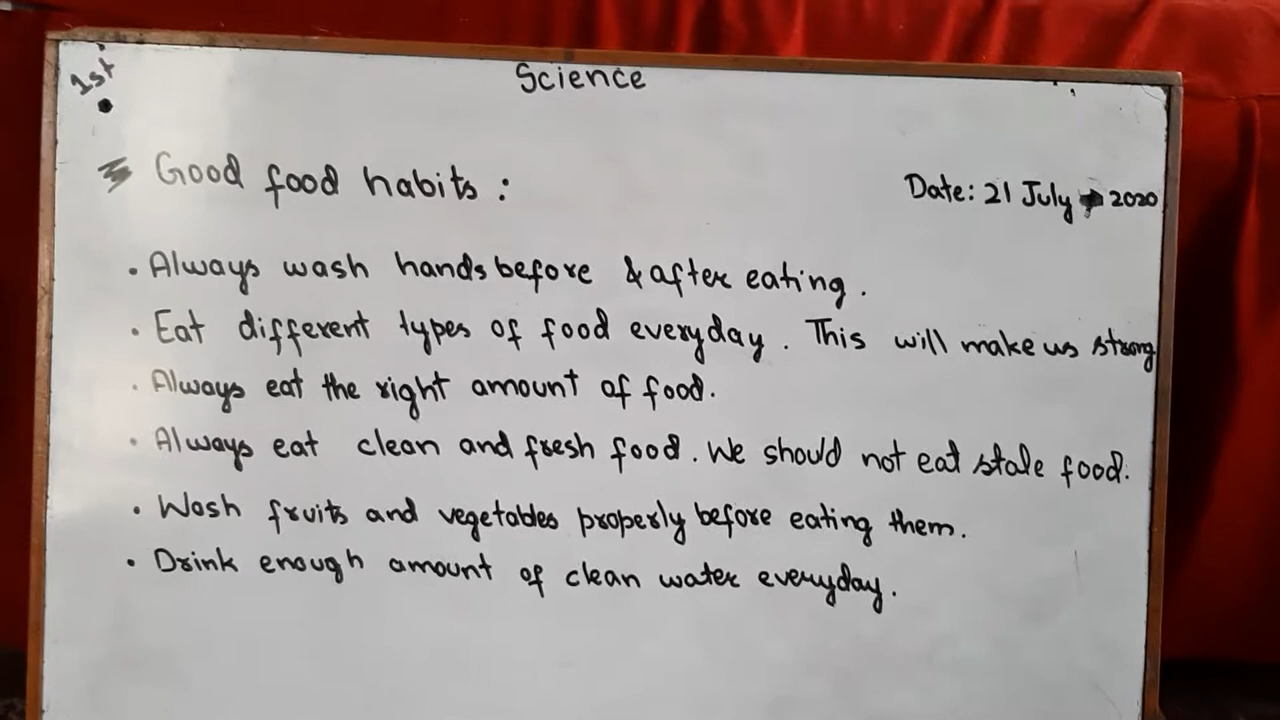 1st
Science
Good food habits :
Date: 21 July 2020
• Always wash hands before & after eating.
• Eat different types of food everyday. This will make us strong
• Always eat the right amount of food.
• Always eat clean and fresh food. We should not eat stale food.
• Wash fruits and vegetables properly before eating them.
• Drink enough amount of clean water everyday.